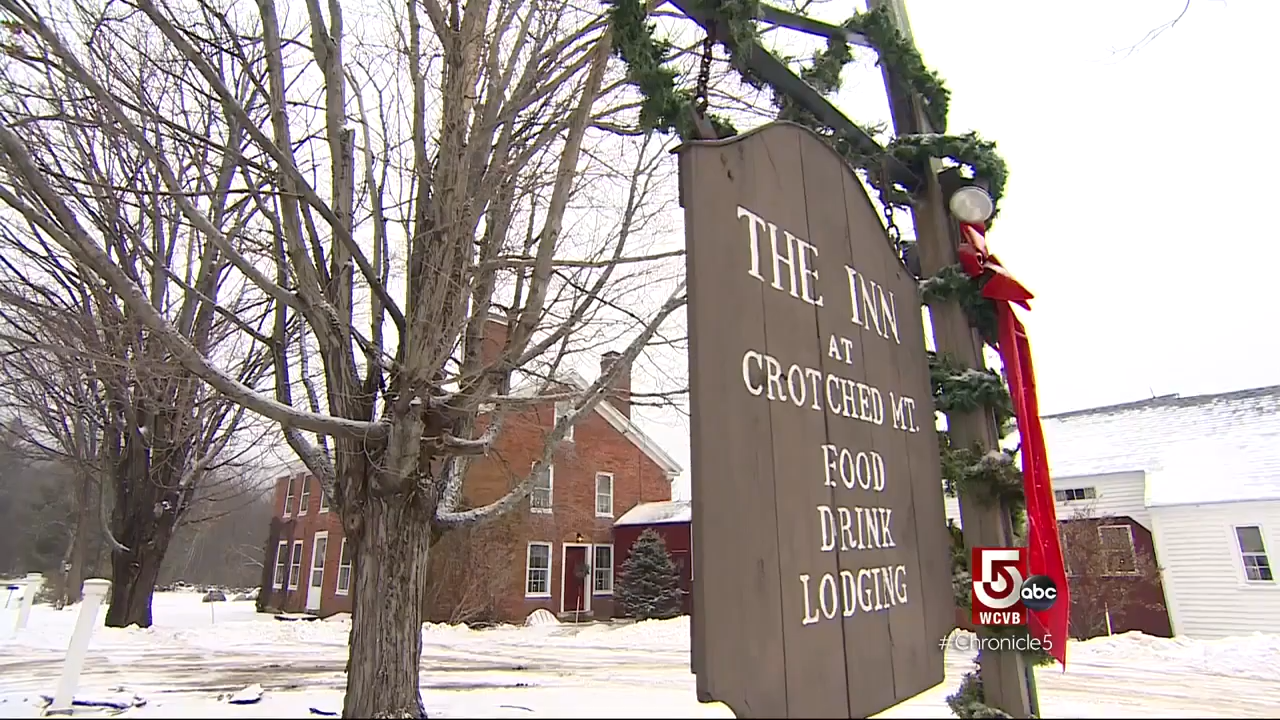 THE INN
AT
CROTCHED MT.
FOOD
DRINK
LODGING
5 abc
WCVB
#Chronicle5